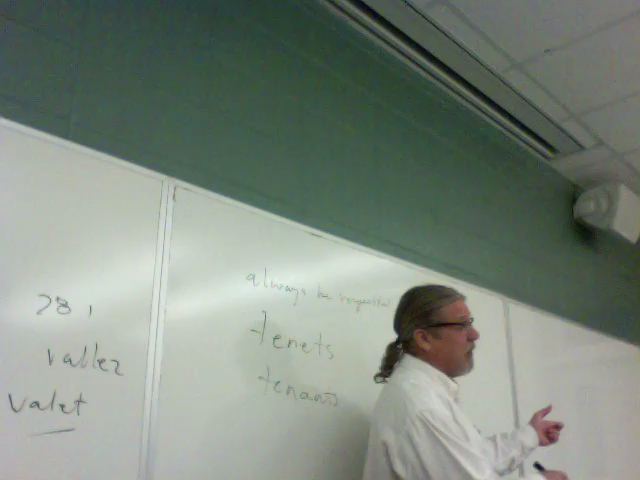 28,
vallez
valet
always be respectful
tenets
tenants